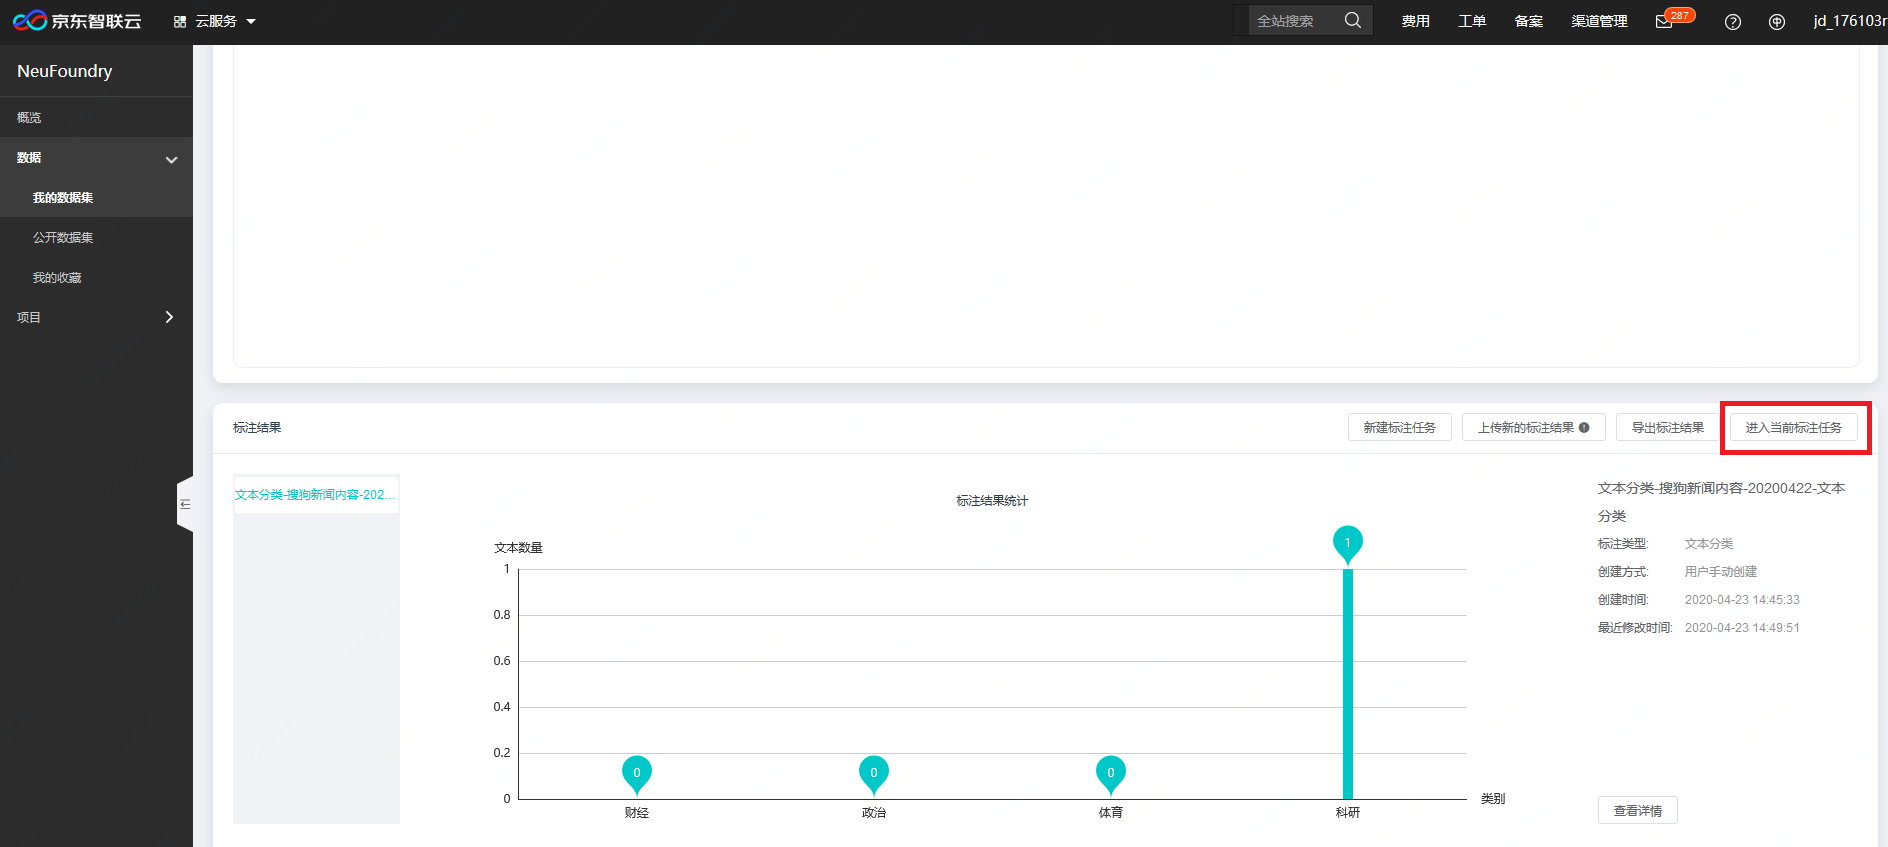 京东智联云
云服务
全站搜索
费用
工单
备案
渠道管理
287
jd_176103r
NeuFoundry
概览
数据
我的数据集
公开数据集
我的收藏
项目
标注结果
新建标注任务
上传新的标注结果
导出标注结果
进入当前标注任务
文本分类-搜狗新闻内容-202...
标注结果统计
文本数量
1
0.8
0.6
0.4
0.2
0
0
0
0
1
财经
政治
体育
科研
类别
文本分类-搜狗新闻内容-20200422-文本
分类
标注类型: 文本分类
创建方式: 用户手动创建
创建时间: 2020-04-23 14:45:33
最近修改时间: 2020-04-23 14:49:51
查看详情